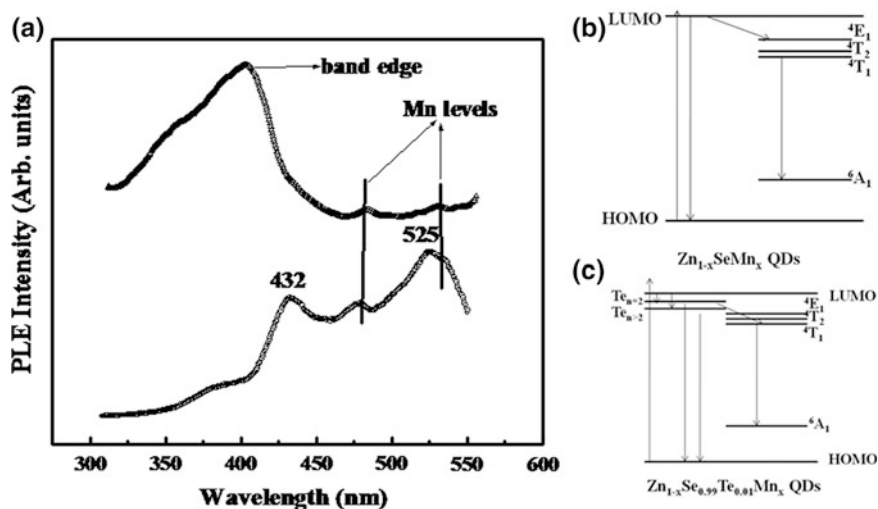 (a)
band edge
Mn levels
432
525
PLE Intensity (Arb. units)
300 350 400 450 500 550 600
Wavelength (nm)
(b)
LUMO
⁴E₁
⁴T₂
⁴T₁
⁶A₁
HOMO
Zn₁₋ₓSeMnₓ QDs
(c)
Teₙ₌₂
LUMO
Teₙ>₂
⁴E₁
⁴T₂
⁴T₁
⁶A₁
HOMO
Zn₁₋ₓSe₀.₉₉Te₀.₀₁Mnₓ QDs